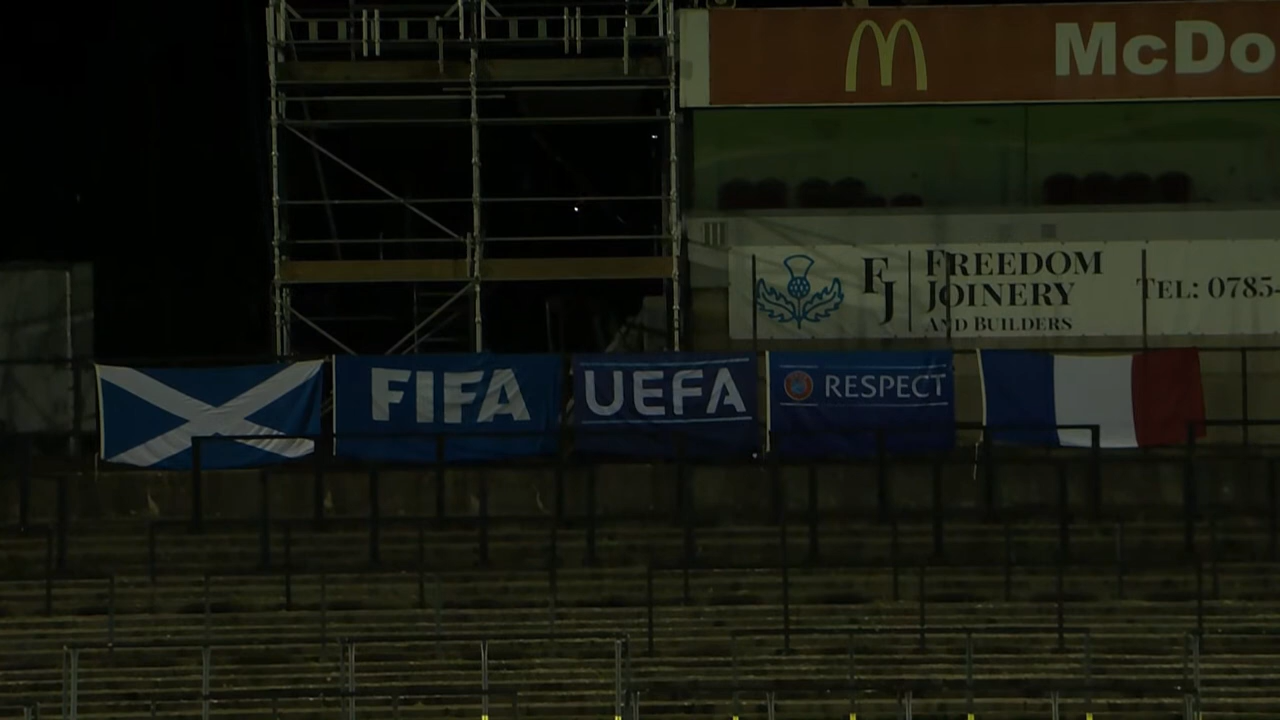 McDo
FJ
FREEDOM
JOINERY
AND BUILDERS
TEL: 0785-
FIFA
UEFA
RESPECT